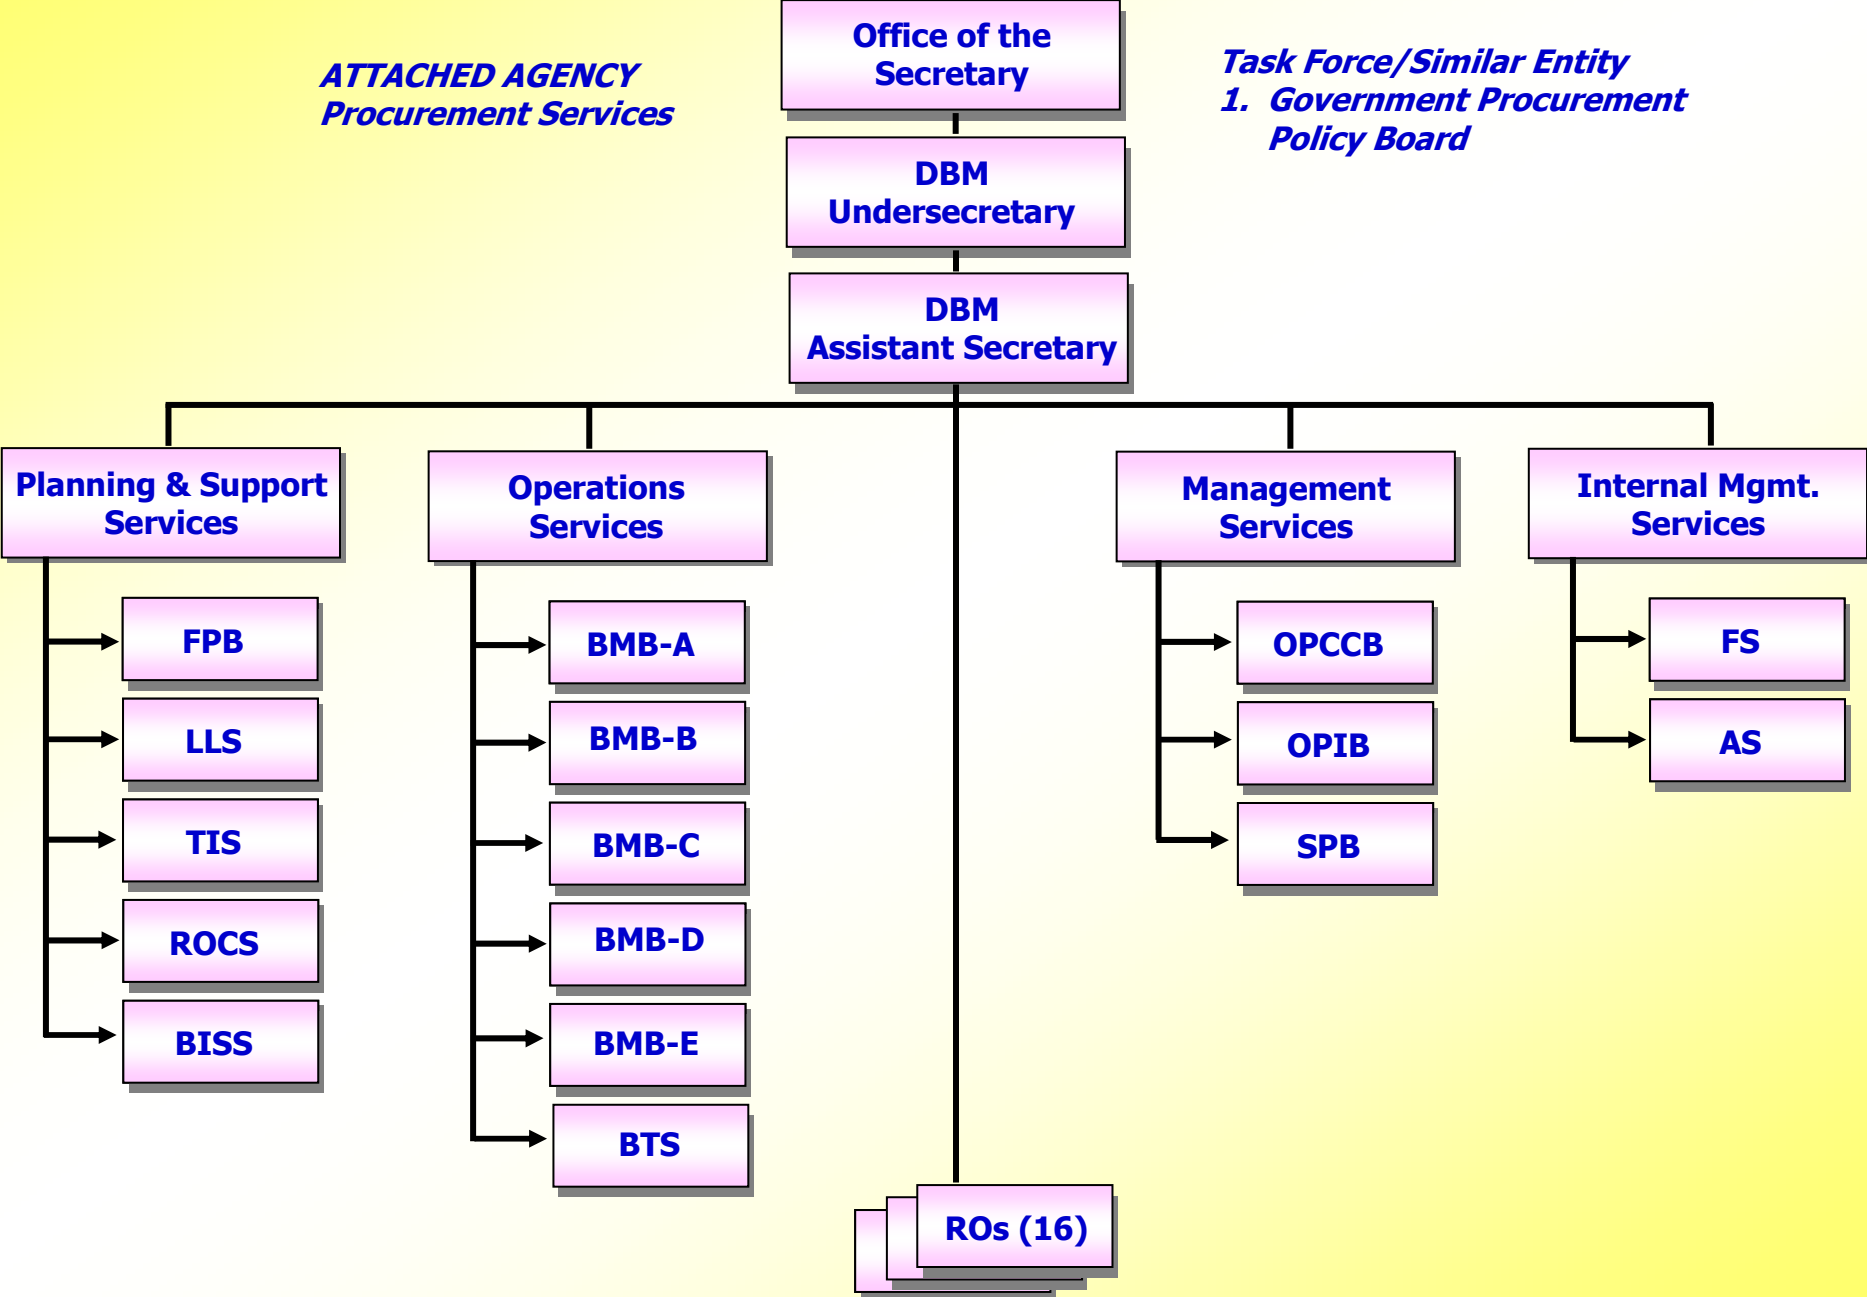 Office of the
Secretary
ATTACHED AGENCY
Procurement Services
Task Force/Similar Entity
1. Government Procurement
Policy Board
DBM
Undersecretary
DBM
Assistant Secretary
Planning & Support
Services
FPB
LLS
TIS
ROCS
BISS
Operations
Services
BMB-A
BMB-B
BMB-C
BMB-D
BMB-E
BTS
ROs (16)
Management
Services
OPCCB
OPIB
SPB
Internal Mgmt.
Services
FS
AS